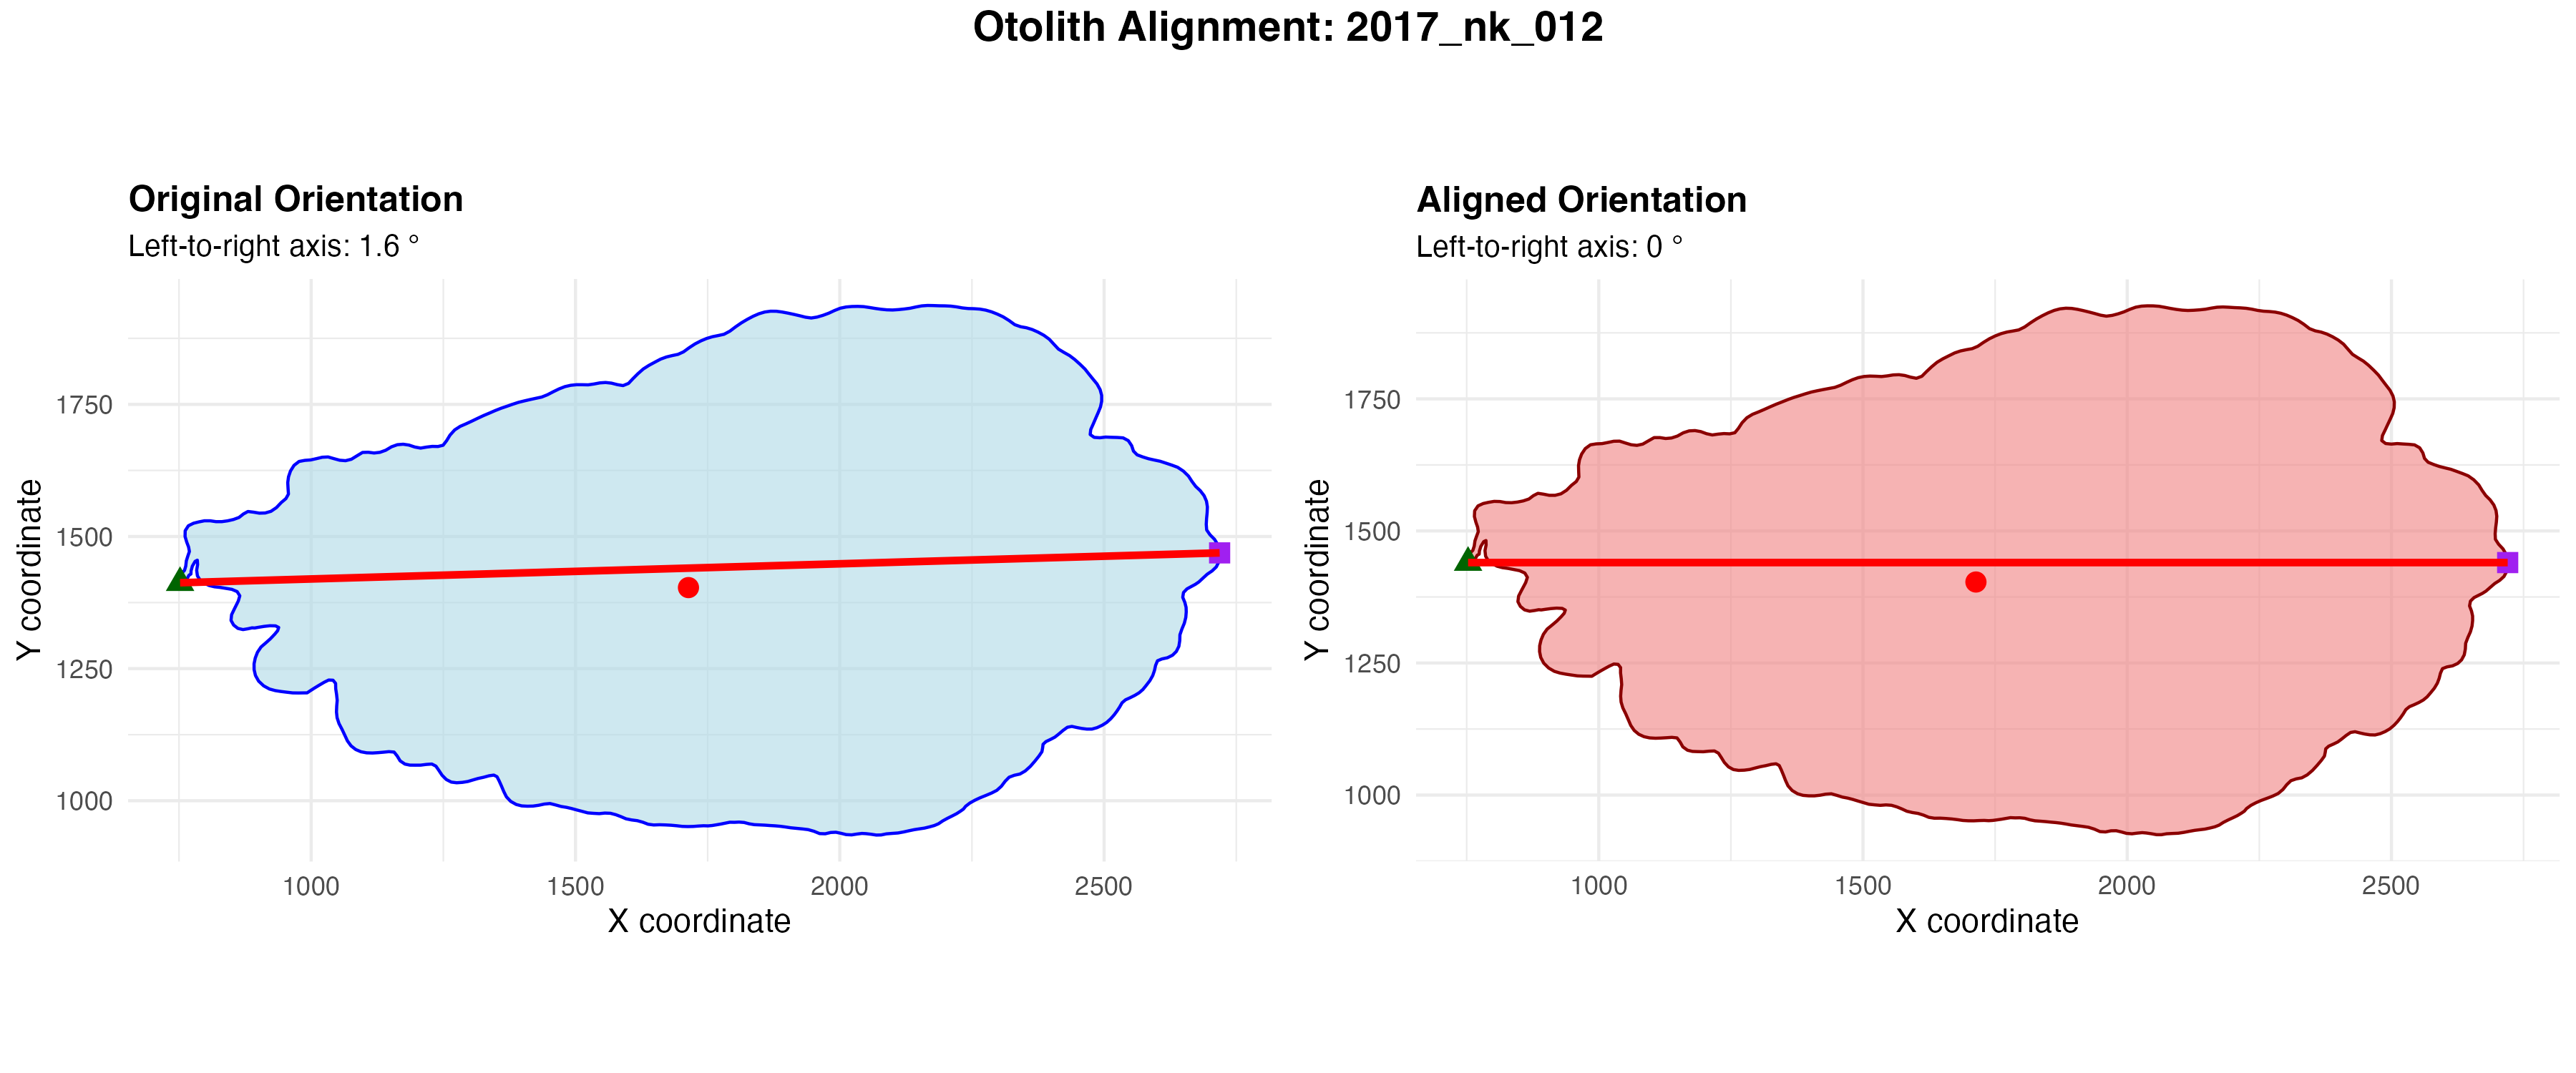 Otolith Alignment: 2017_nk_012
Original Orientation
Left-to-right axis: 1.6 °
Y coordinate
1750
1500
1250
1000
1000 1500 2000 2500
X coordinate
Aligned Orientation
Left-to-right axis: 0 °
Y coordinate
1750
1500
1250
1000
1000 1500 2000 2500
X coordinate